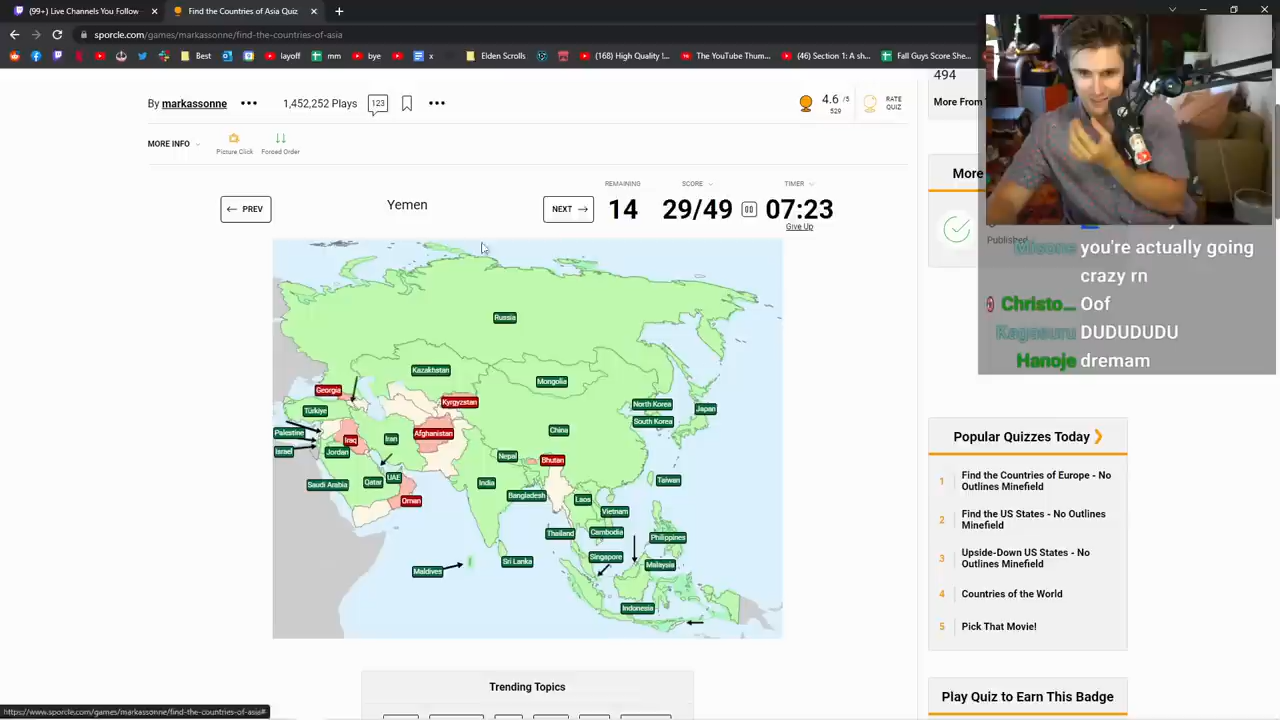 (99+) Live Channels You Follow -
Find the Countries of Asia Quiz
sporcle.com/games/markassonne/find-the-countries-of-asia
Best
layoff
mm
bye
x
Elden Scrolls
(168) High Quality I...
The YouTube Thum...
(46) Section 1: A sh...
Fall Guys Score She...
By markassonne
1,452,252 Plays
123
4.6 /5
529
RATE
QUIZ
494
More From
MORE INFO
Picture Click
Forced Order
PREV
Yemen
NEXT
REMAINING
14
SCORE
29/49
TIMER
07:23
Give Up
More
Published
you're actually going
crazy rn
Christo... Oof
Kagasuru DUDUDUDU
Hanoje dremam
Russia
Kazakhstan
Mongolia
Georgia
Kyrgyzstan
Türkiye
North Korea
Japan
South Korea
Palestine
Iraq
Iran
Afghanistan
China
Israel
Jordan
Nepal
Bhutan
Saudi Arabia
Qatar
UAE
India
Taiwan
Oman
Bangladesh
Laos
Vietnam
Thailand
Cambodia
Philippines
Maldives
Sri Lanka
Singapore
Malaysia
Indonesia
Popular Quizzes Today
1 Find the Countries of Europe - No
Outlines Minefield
2 Find the US States - No Outlines
Minefield
3 Upside-Down US States - No
Outlines Minefield
4 Countries of the World
5 Pick That Movie!
Trending Topics
Play Quiz to Earn This Badge
https://www.sporcle.com/games/markassonne/find-the-countries-of-asia#